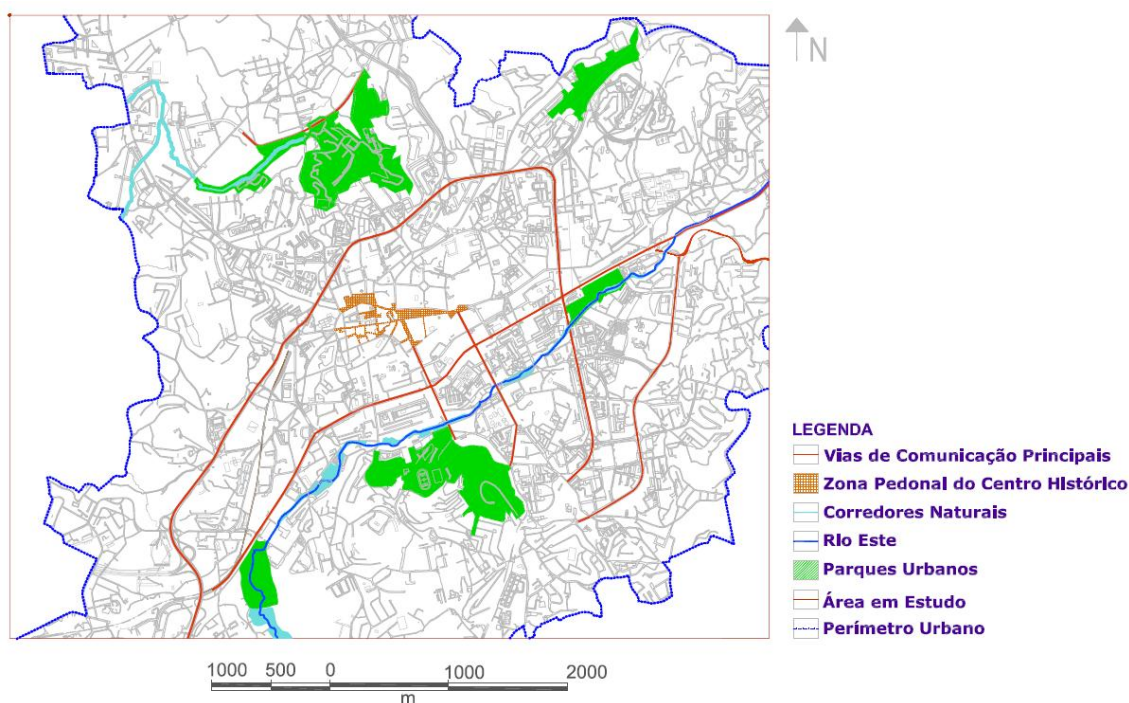 N
LEGENDA
Vias de Comunicação Principais
Zona Pedonal do Centro Histórico
Corredores Naturais
Rio Este
Parques Urbanos
Área em Estudo
Perímetro Urbano
1000 500 0 1000 2000
m